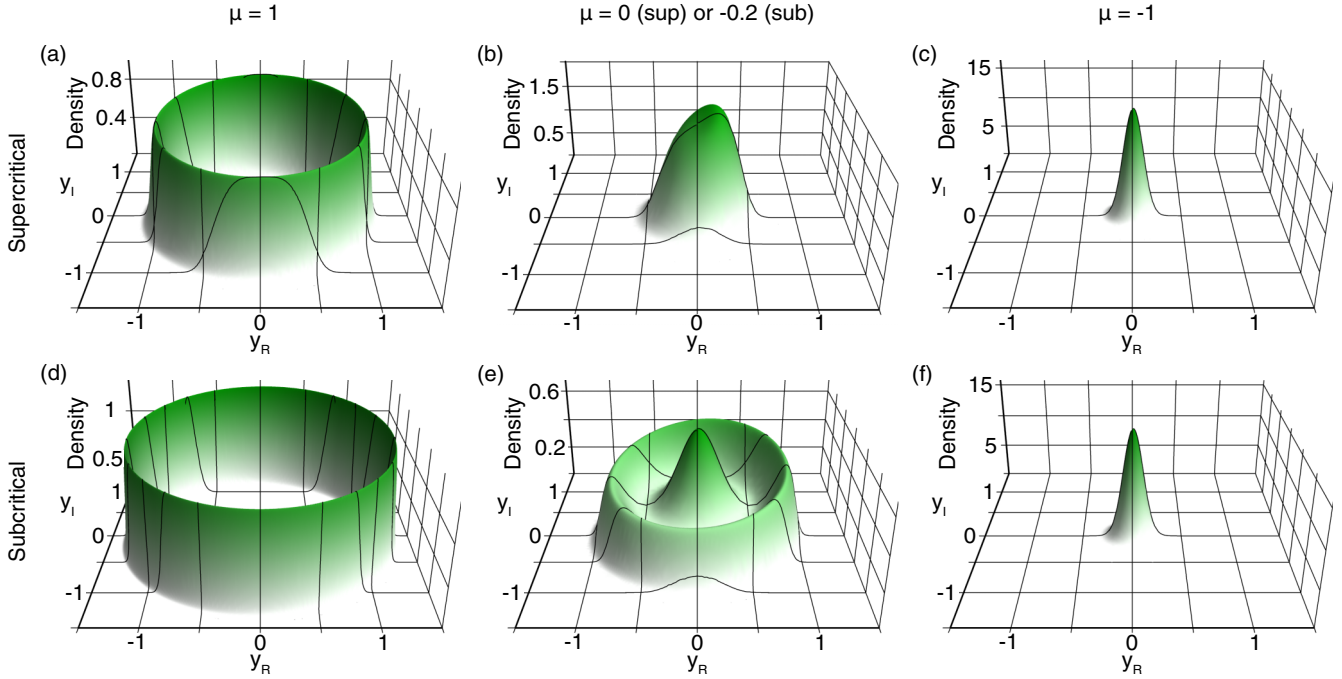 μ = 1
μ = 0 (sup) or -0.2 (sub)
μ = -1
Supercritical
(a)
Density
0.8
0.4
1
y_I
0
-1
-1
0
1
y_R
(b)
Density
1.5
0.5
1
y_I
0
-1
-1
0
1
y_R
(c)
Density
15
5
1
y_I
0
-1
-1
0
1
y_R
Subcritical
(d)
Density
1
0.5
1
y_I
0
-1
-1
0
1
y_R
(e)
Density
0.6
0.2
1
y_I
0
-1
-1
0
1
y_R
(f)
Density
15
5
1
y_I
0
-1
-1
0
1
y_R